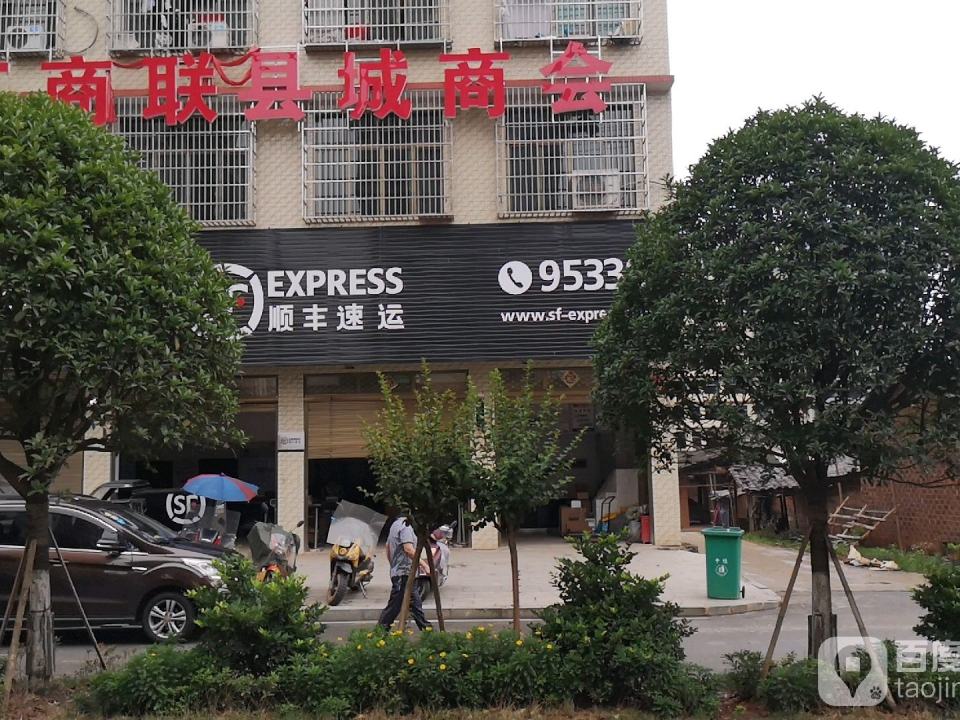 商联县城商会
EXPRESS
顺丰速运
9533
www.sf-expre
SF
百度
taojin